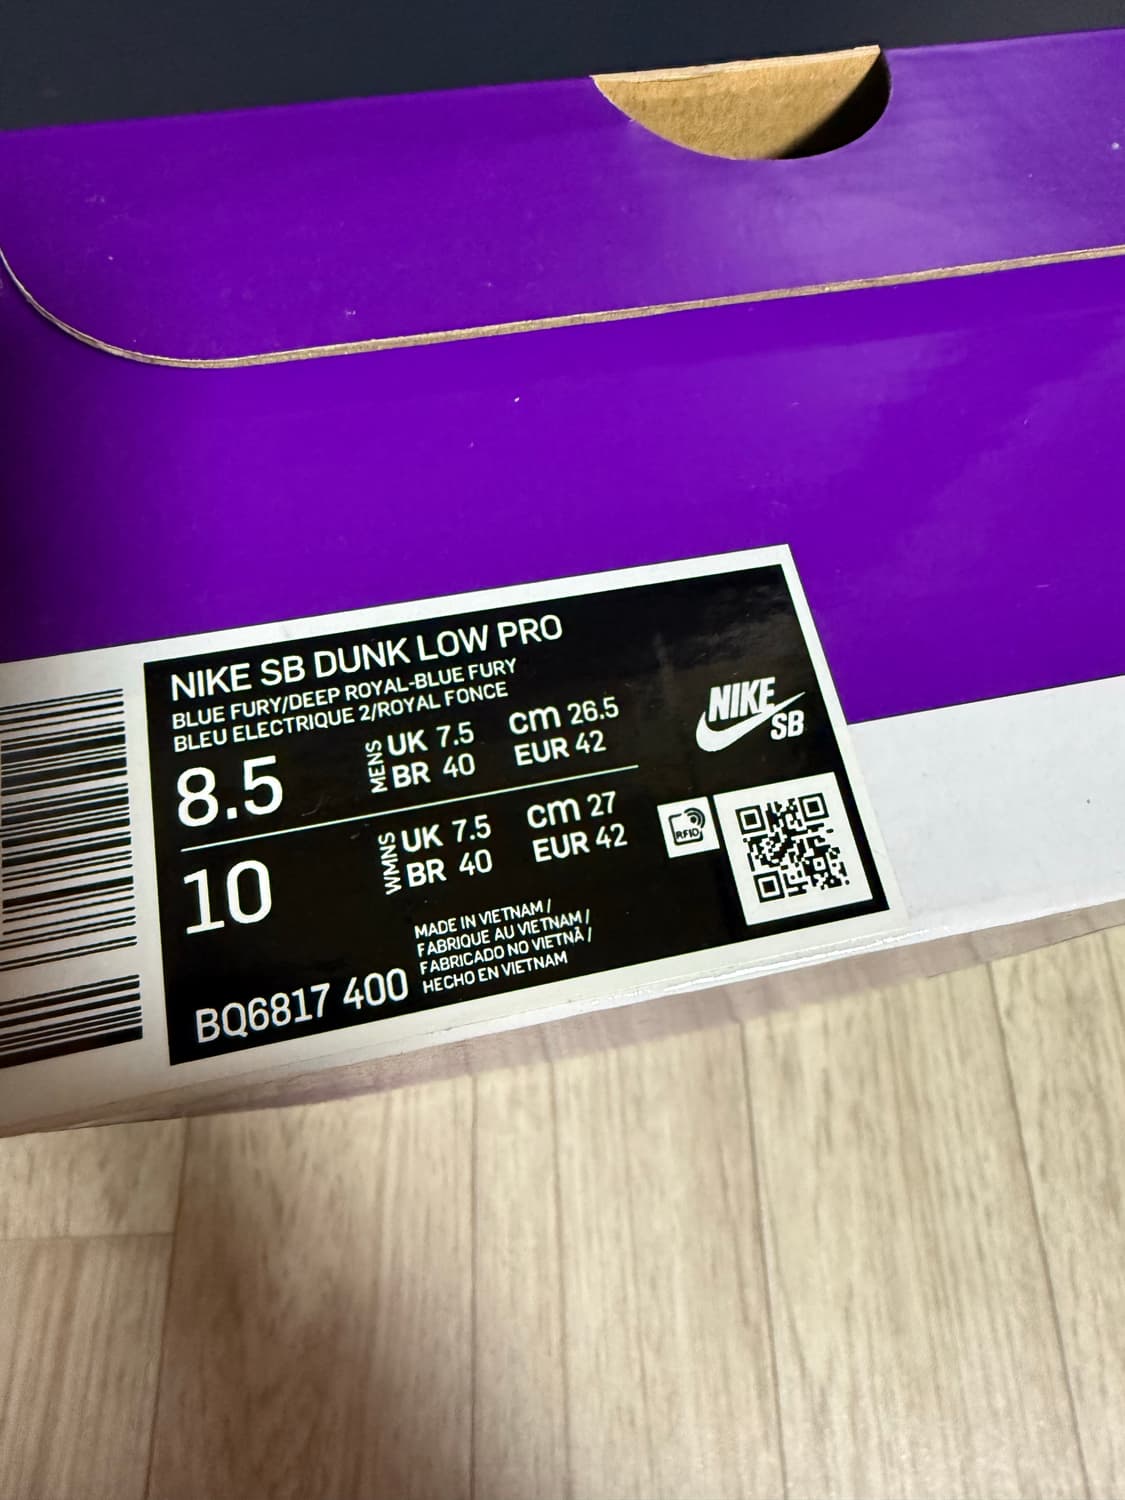 NIKE SB DUNK LOW PRO
BLUE FURY/DEEP ROYAL-BLUE FURY
BLEU ELECTRIQUE 2/ROYAL FONCE
8.5 MENS UK 7.5 cm 26.5
BR 40 EUR 42
10 WMNS UK 7.5 cm 27
BR 40 EUR 42
NIKE
SB
RFID
MADE IN VIETNAM /
FABRIQUE AU VIETNAM /
FABRICADO NO VIETNÃ /
HECHO EN VIETNAM
BQ6817 400